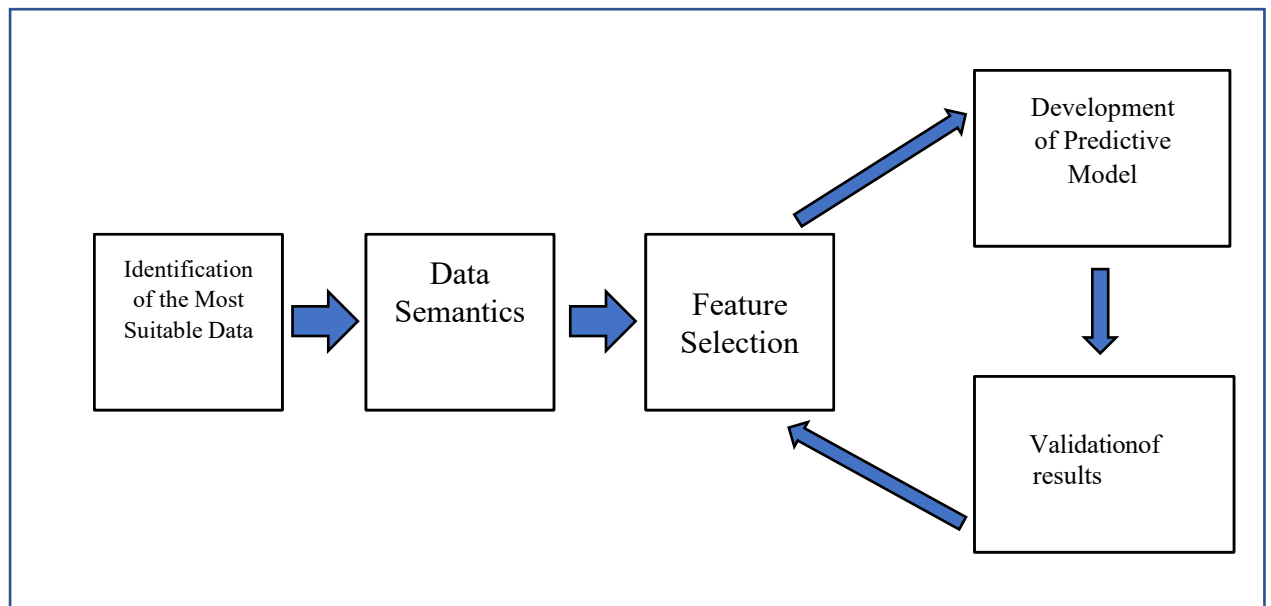 Identification
of the Most
Suitable Data
Data
Semantics
Feature
Selection
Development
of Predictive
Model
Validationof
results